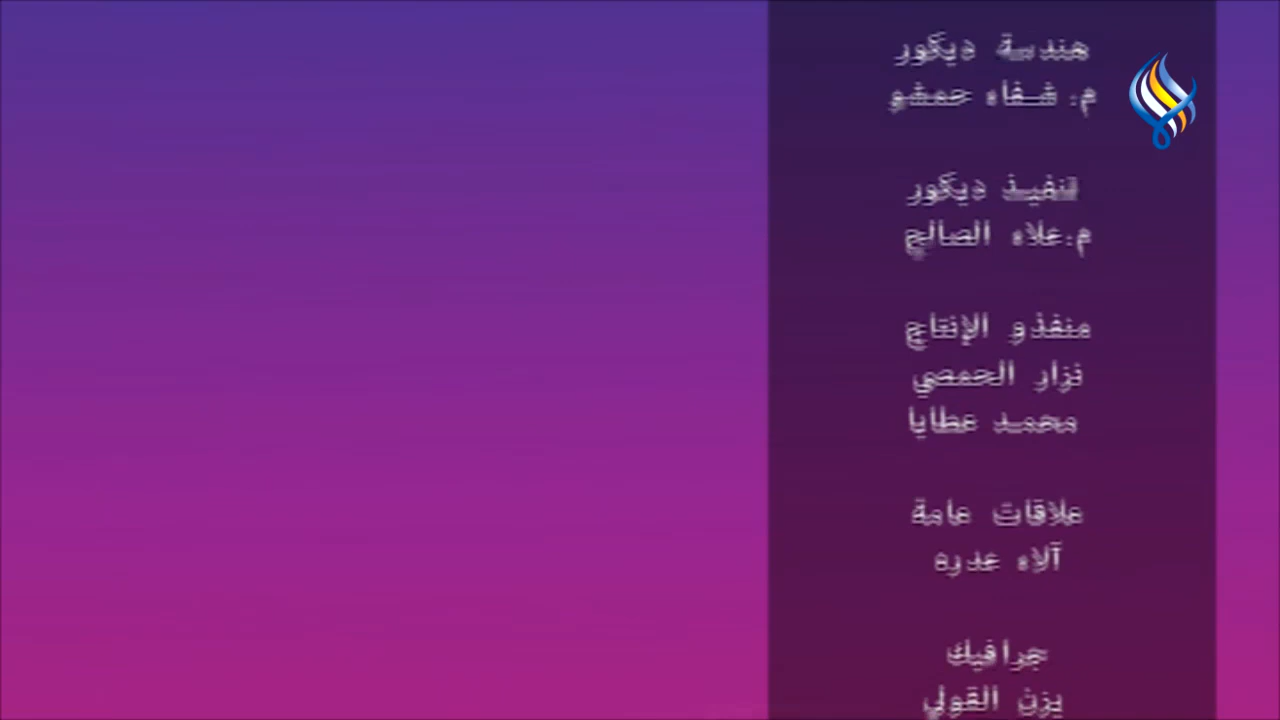 هندسة ديكور
م. شفاء حمشو
تنفيذ ديكور
م.علاء الصالح
منفذو الإنتاج
نزار الحمصي
محمد عطايا
علاقات عامة
آلاء
جرافيك
يزن القولي